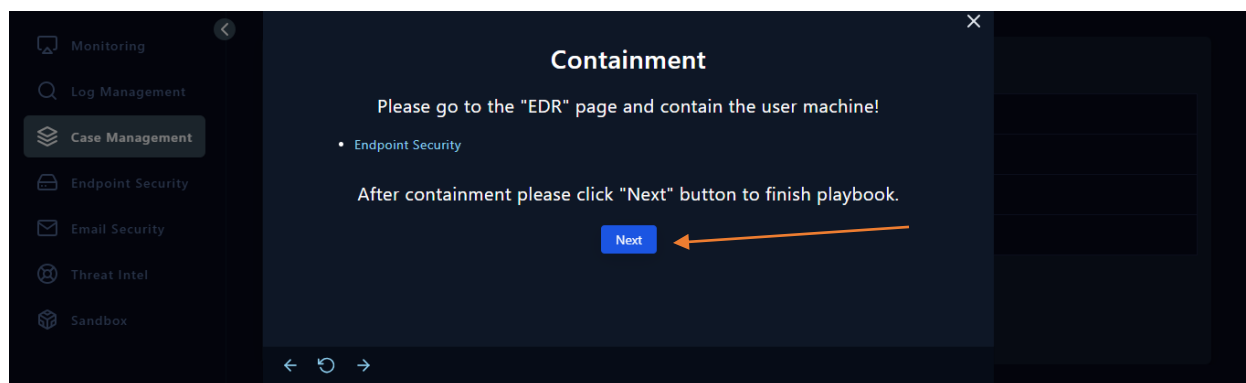 Monitoring
Log Management
Case Management
Endpoint Security
Email Security
Threat Intel
Sandbox
Containment
Please go to the "EDR" page and contain the user machine!
• Endpoint Security
After containment please click "Next" button to finish playbook.
Next